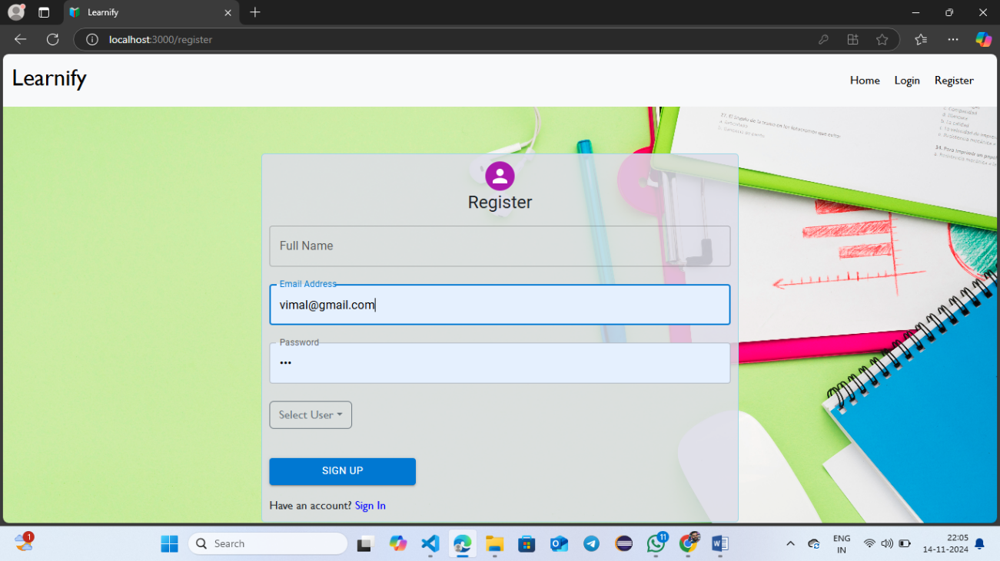 Learnify
localhost:3000/register
Learnify
Home Login Register
Register
Full Name
Email Address
vimal@gmail.com
Password
•••
Select User
SIGN UP
Have an account? Sign In
1
Search
11
ENG
IN
22:05
14-11-2024